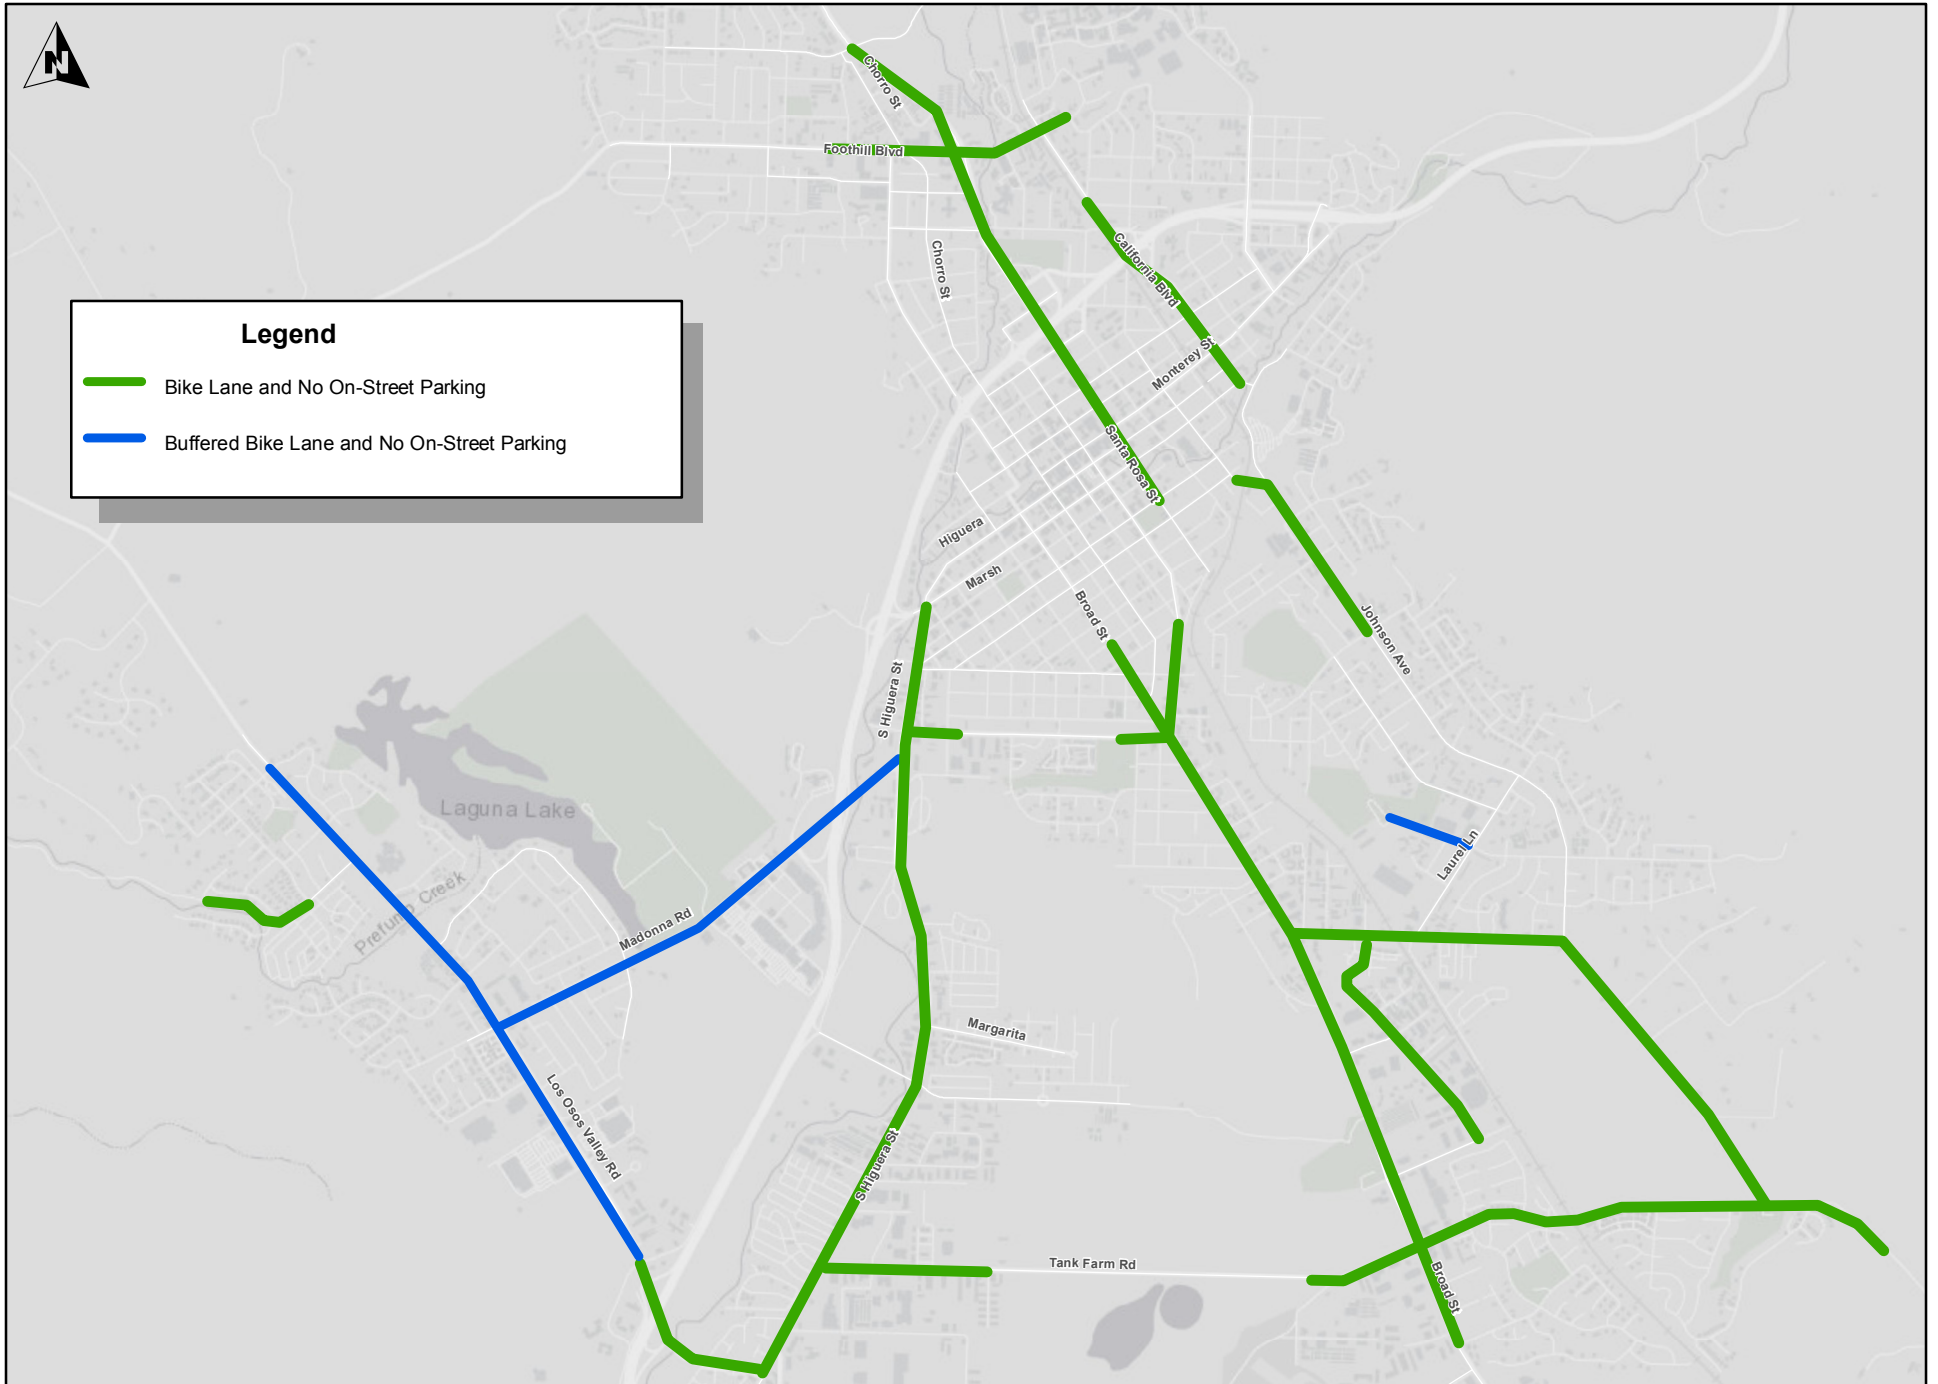 N
Chorro St
Foothill Blvd
California Blvd
Chorro St
Legend
Monterey St
Bike Lane and No On-Street Parking
Buffered Bike Lane and No On-Street Parking
Santa Rosa St
Higuera
Marsh
Broad St
Johnson Ave
S Higuera St
Laguna Lake
Laurel Ln
Prefumo Creek
Madonna Rd
Margarita
Los Osos Valley Rd
S Higuera St
Tank Farm Rd
Broad St